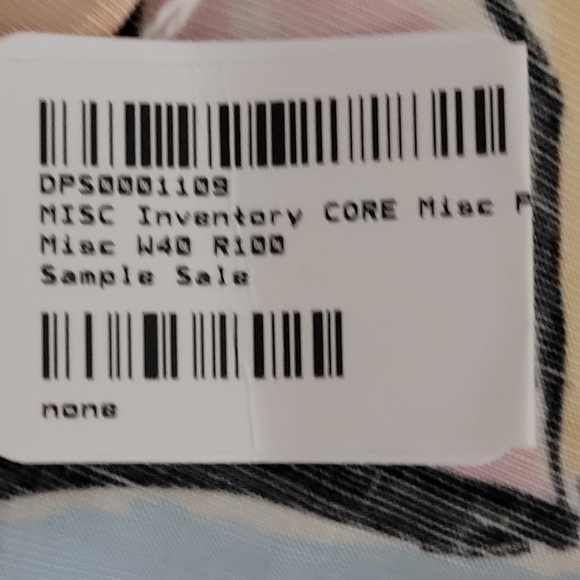 DPS0001109
MISC Inventory CORE Misc P
Misc W40 R100
Sample Sale
none